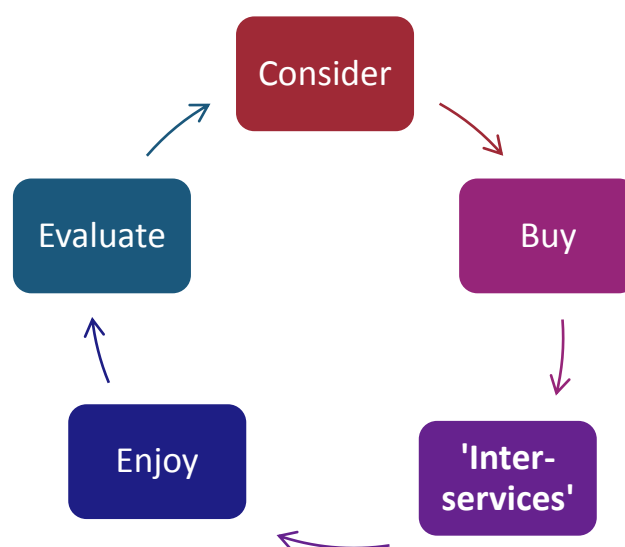 Consider
Buy
'Inter-
services'
Enjoy
Evaluate